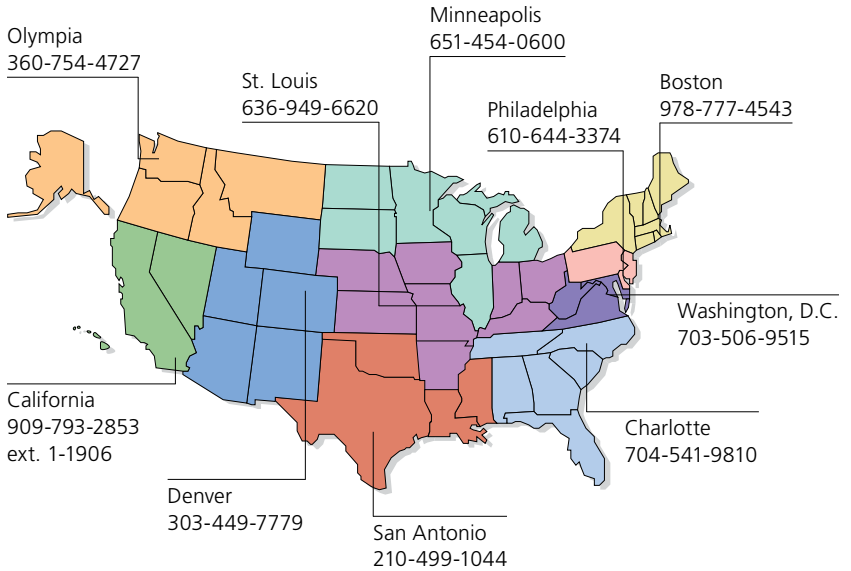 Minneapolis
651-454-0600
Olympia
360-754-4727
St. Louis
636-949-6620
Boston
978-777-4543
Philadelphia
610-644-3374
Washington, D.C.
703-506-9515
California
909-793-2853
ext. 1-1906
Charlotte
704-541-9810
Denver
303-449-7779
San Antonio
210-499-1044